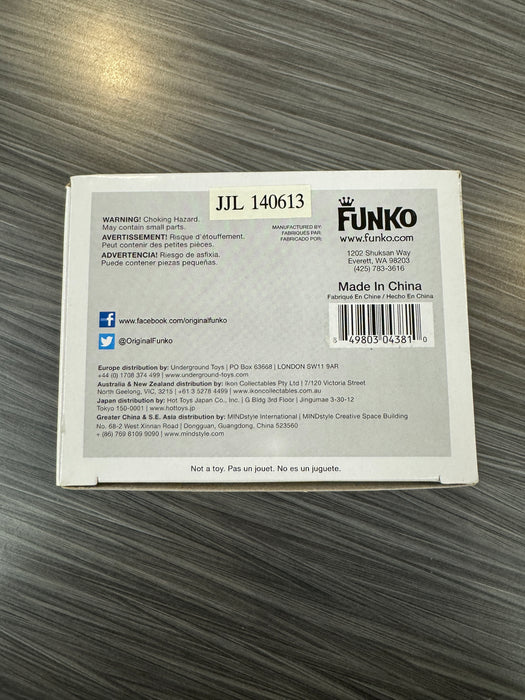 JJL 140613
WARNING! Choking Hazard.
May contain small parts.
AVERTISSEMENT! Risque d'étouffement.
Peut contenir des petites pièces.
ADVERTENCIA! Riesgo de asfixia.
Puede contener piezas pequeñas.
MANUFACTURED BY:
FABRIQUÉS PAR:
FABRICADO POR:
FUNKO
www.funko.com
1202 Shuksan Way
Everett, WA 98203
(425) 783-3616
Made In China
Fabriqué En Chine / Hecho En China
49803 04381 0
www.facebook.com/originalfunko
@OriginalFunko
Europe distribution by: Underground Toys | PO Box 63668 | LONDON SW11 9AR
+44 (0) 1708 374 499 | www.underground-toys.com
Australia & New Zealand distribution by: Ikon Collectables Pty Ltd | 7/120 Victoria Street
North Geelong, VIC, 3215 | +61 3 5278 4499 | www.ikoncollectables.com
Japan distribution by: Hot Toys Japan Co., Inc. | G Bldg 3rd Floor | Jingumae 3-30-12
Tokyo 150-0001 | www.hottoys.jp
Greater China & S.E. Asia distribution by: MINDstyle | MINDstyle Creative Space Building
No. 68-2 West Xinnan Road | Dongguan, Guangdong, China 523560
+ (86) 769 6109 9090 | www.mindstyle.com
Not a toy. Pas un jouet. No es un juguete.